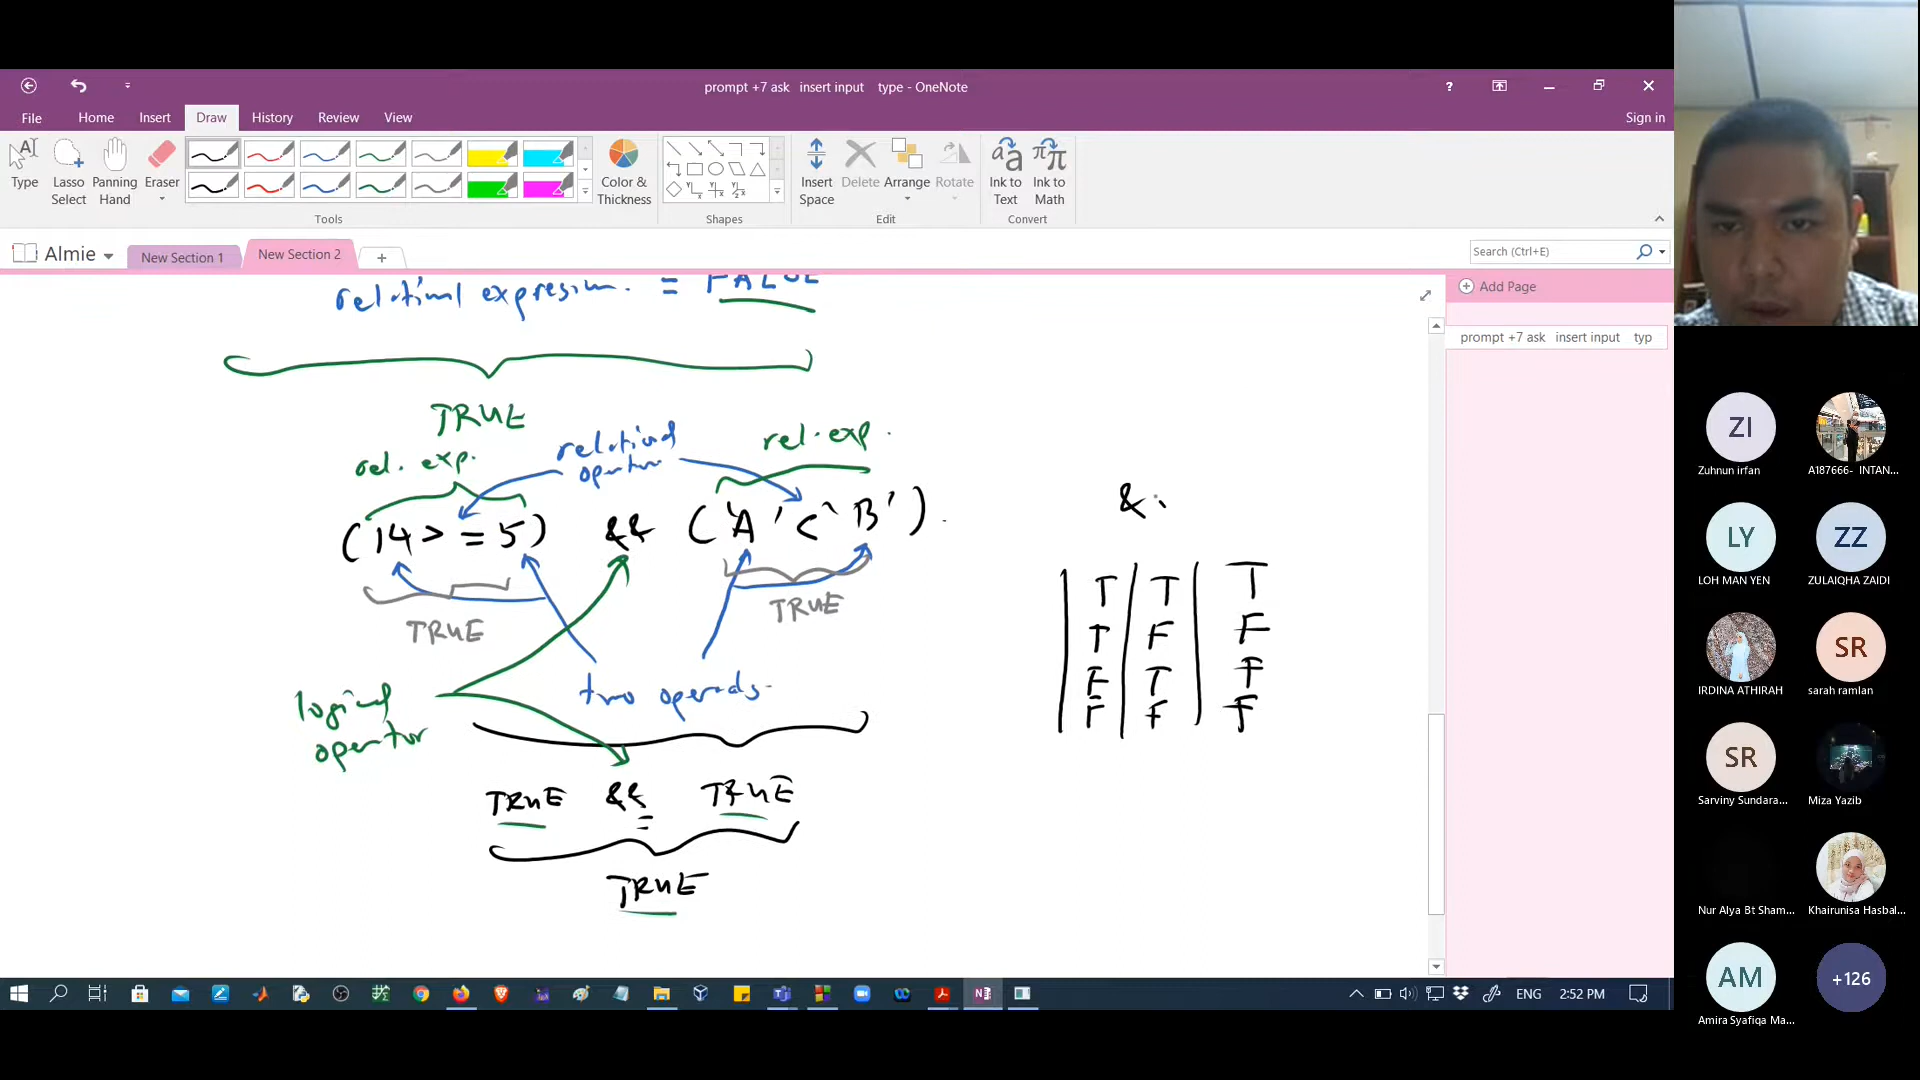 prompt +7 ask insert input type - OneNote
?
File Home Insert Draw History Review View
Sign in
Type
Lasso Select
Panning Hand
Eraser
Color & Thickness
Insert Space
Delete
Arrange
Rotate
Ink to Text
Ink to Math
Tools
Shapes
Edit
Convert
Almie
New Section 1
New Section 2
+
Search (Ctrl+E)
Add Page
prompt +7 ask insert input typ
relational expression. = FALSE
TRUE
rel. exp.
relational operator
rel. exp.
(14 > = 5) && ('A' < 'B').
TRUE
TRUE
logical operator
two operads.
TRUE && TRUE
=
TRUE
&
T T T
T F F
F T F
F F F
ZI
Zuhnun irfan
A187666- INTAN...
LY
LOH MAN YEN
ZZ
ZULAIQHA ZAIDI
IRDINA ATHIRAH
SR
sarah ramlan
SR
Sarviny Sundara...
Miza Yazib
Nur Alya Bt Sham...
Khairunisa Hasbal...
AM
Amira Syafiqa Ma...
+126
ENG
2:52 PM